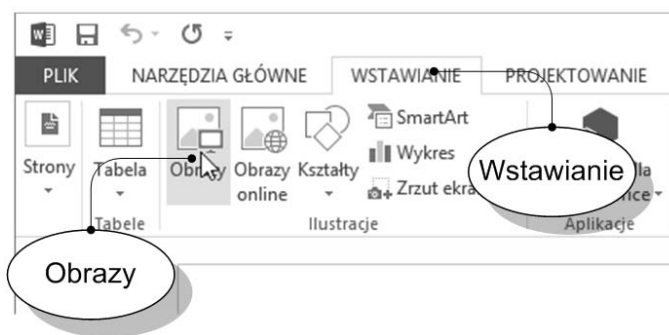 PLIK NARZĘDZIA GŁÓWNE WSTAWIANIE PROJEKTOWANIE
Strony
Tabela
Obrazy
Obrazy online
Kształty
SmartArt
Wykres
Zrzut
Tabele
Ilustracje
Aplikacje
Wstawianie
Obrazy